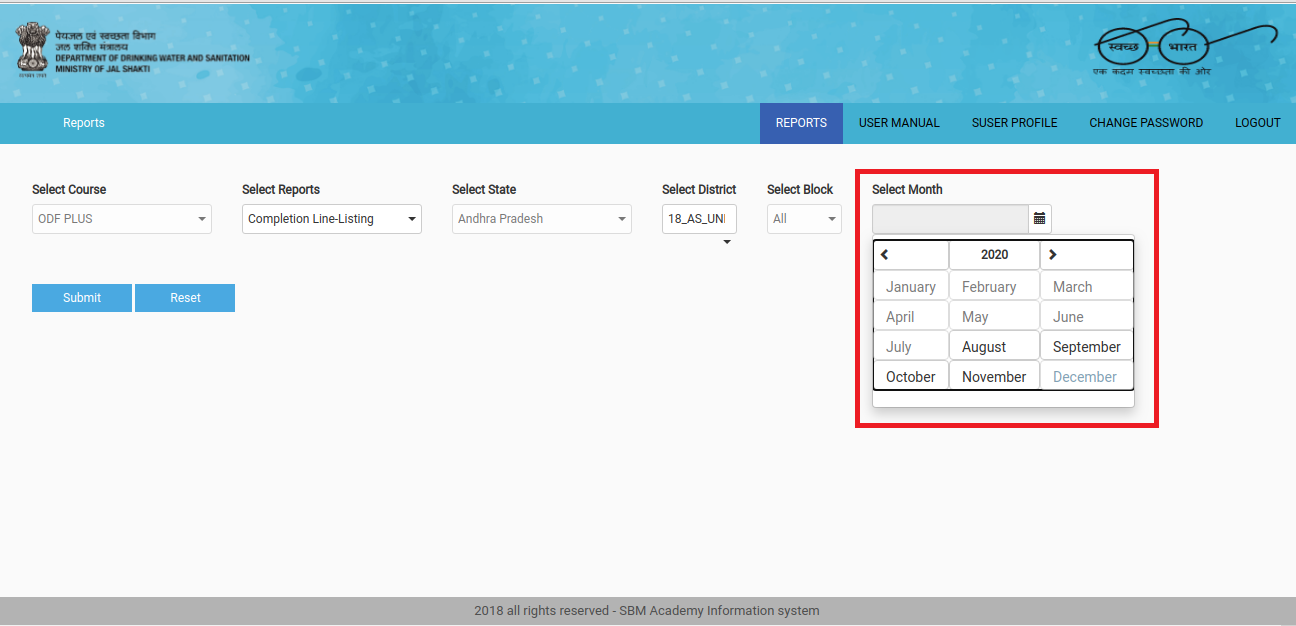 पेयजल एवं स्वच्छता विभाग
जल शक्ति मंत्रालय
DEPARTMENT OF DRINKING WATER AND SANITATION
MINISTRY OF JAL SHAKTI
स्वच्छ भारत
एक कदम स्वच्छता की ओर
Reports
REPORTS USER MANUAL SUSER PROFILE CHANGE PASSWORD LOGOUT
Select Course Select Reports Select State Select District Select Block Select Month
ODF PLUS Completion Line-Listing Andhra Pradesh 18_AS_UNI All
2020
January February March
April May June
July August September
October November December
Submit Reset
2018 all rights reserved - SBM Academy Information system